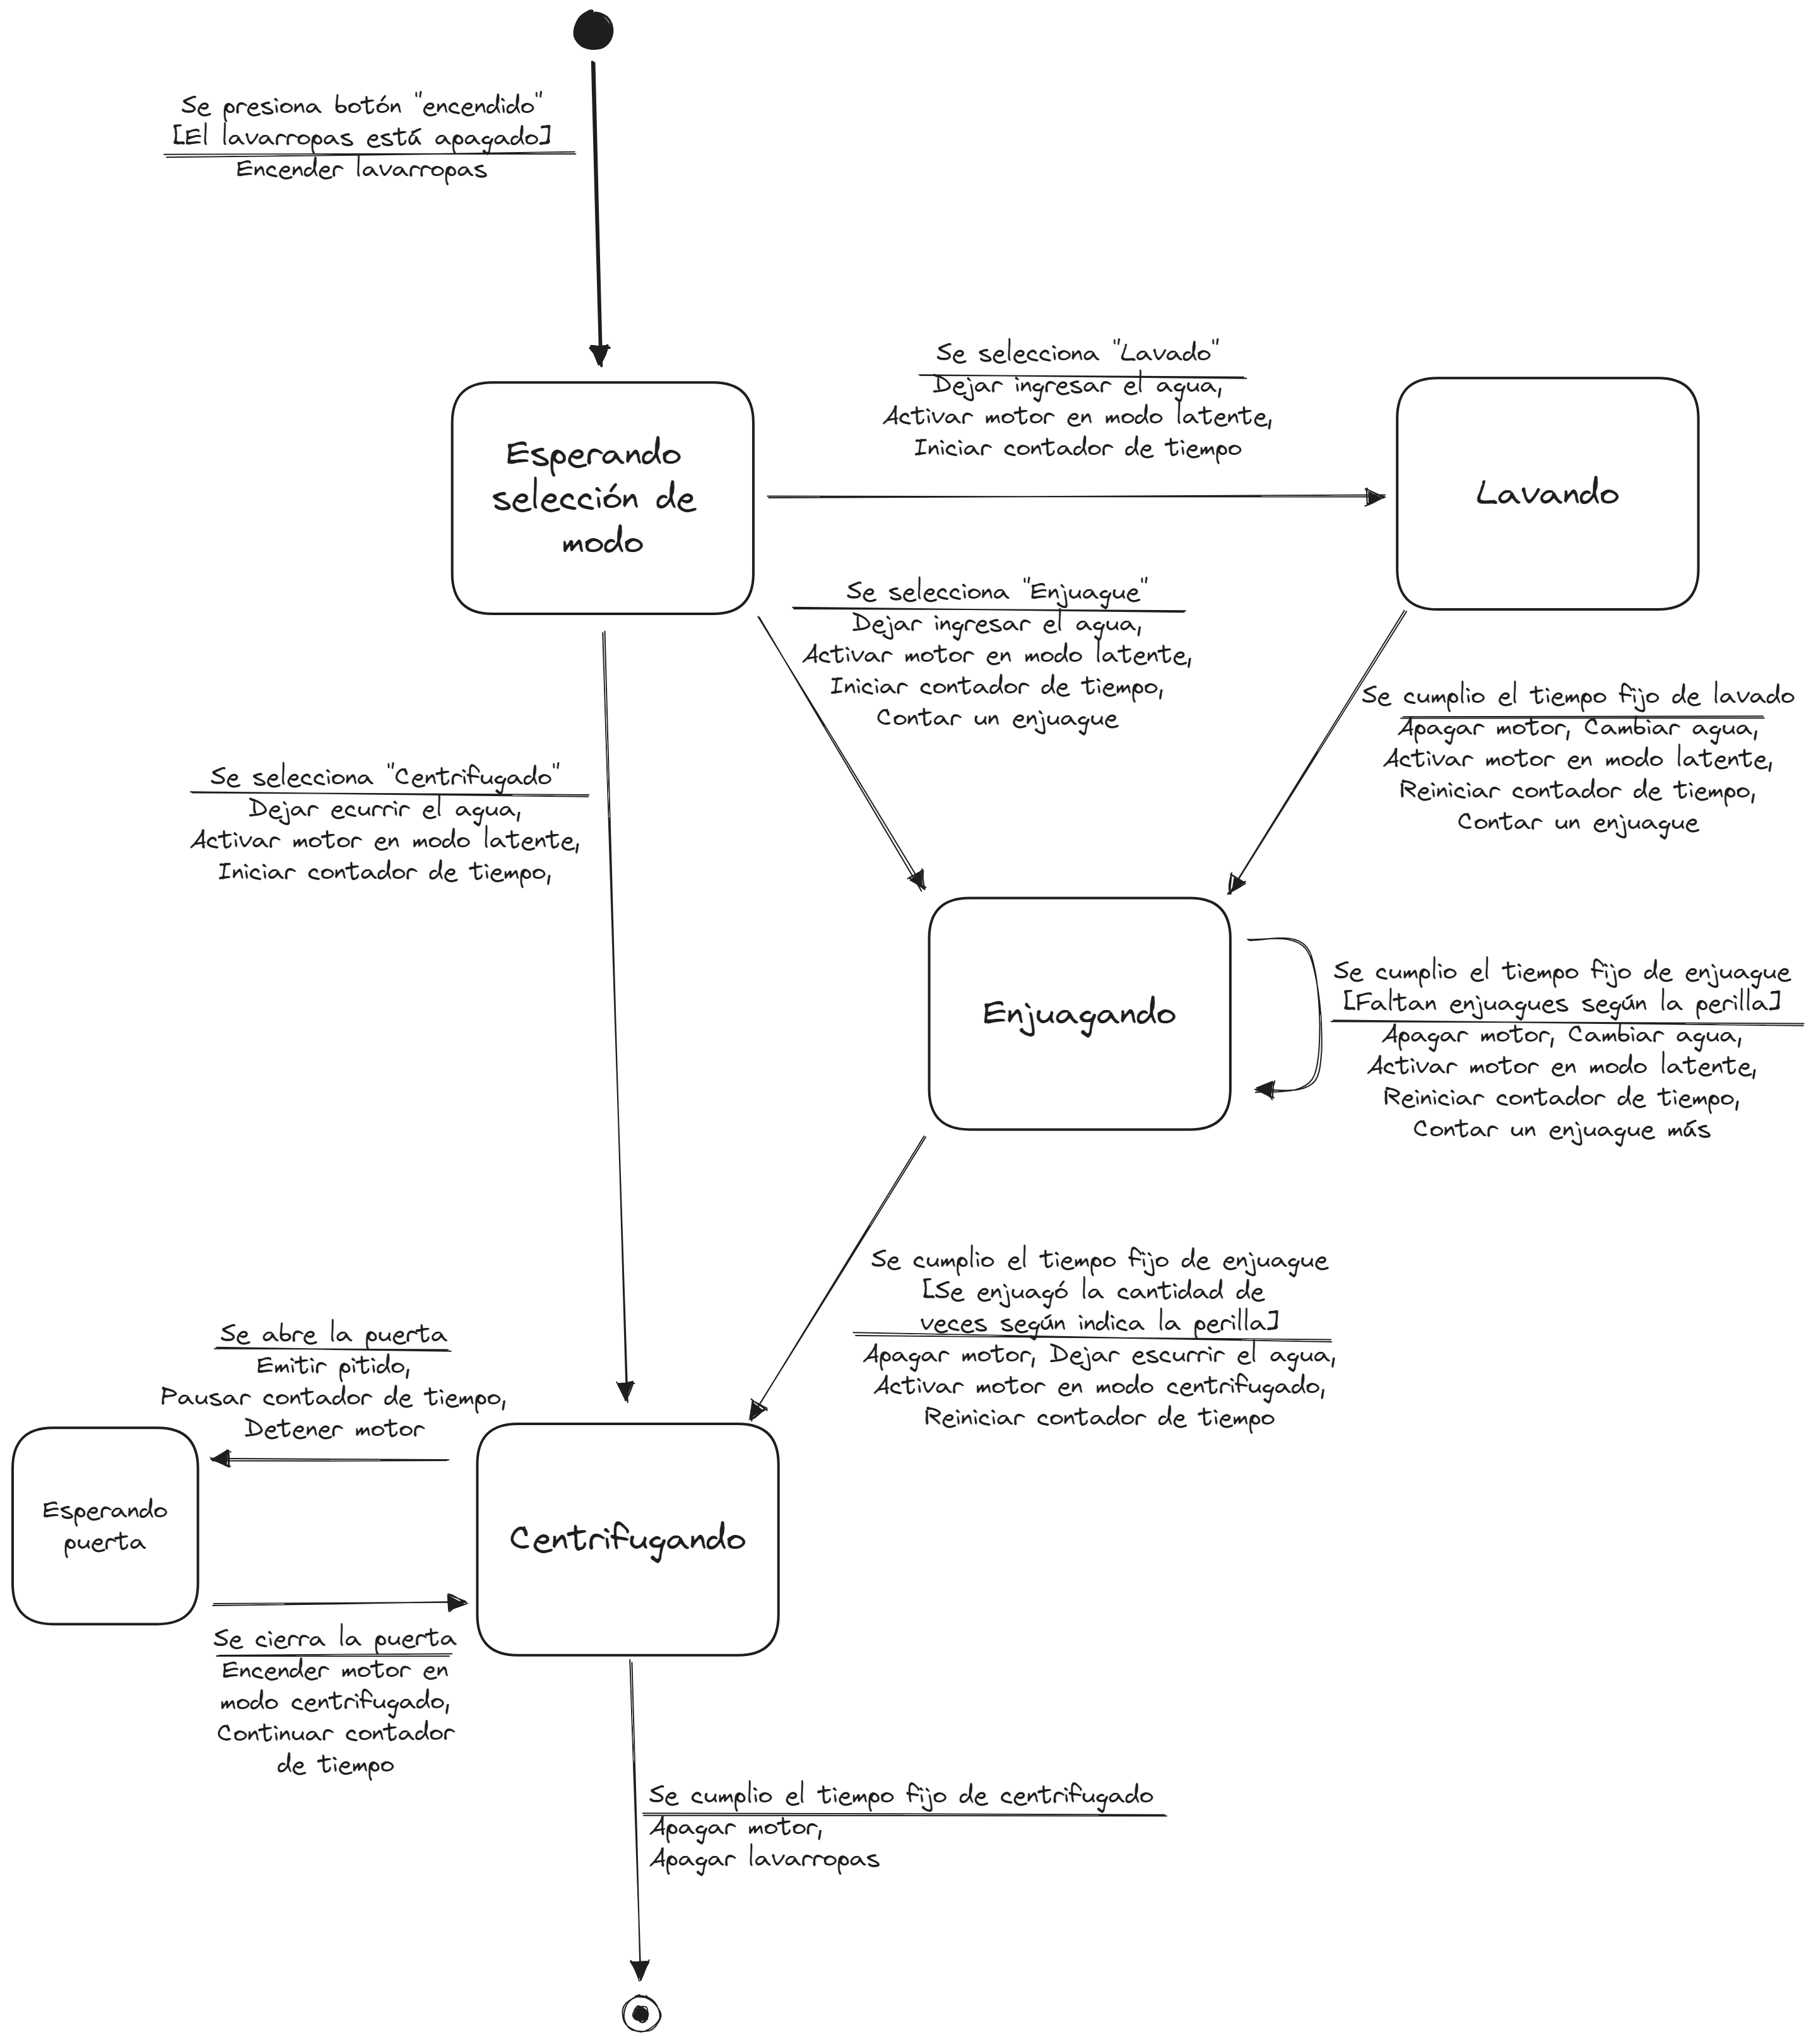 Se presiona botón "encendido"
[El lavarropas está apagado]
Encender lavarropas
Se selecciona "Lavado"
Dejar ingresar el agua,
Activar motor en modo latente,
Iniciar contador de tiempo
Esperando
selección de
modo
Lavando
Se selecciona "Enjuague"
Dejar ingresar el agua,
Activar motor en modo latente,
Iniciar contador de tiempo,
Contar un enjuague
Se cumplio el tiempo fijo de lavado
Apagar motor, Cambiar agua,
Activar motor en modo latente,
Reiniciar contador de tiempo,
Contar un enjuague
Se selecciona "Centrifugado"
Dejar ecurrir el agua,
Activar motor en modo latente,
Iniciar contador de tiempo,
Enjuagando
Se cumplio el tiempo fijo de enjuague
[Faltan enjuagues según la perilla]
Apagar motor, Cambiar agua,
Activar motor en modo latente,
Reiniciar contador de tiempo,
Contar un enjuague más
Se cumplio el tiempo fijo de enjuague
[Se enjuagó la cantidad de
veces según indica la perilla]
Apagar motor, Dejar escurrir el agua,
Activar motor en modo centrifugado,
Reiniciar contador de tiempo
Se abre la puerta
Emitir pitido,
Pausar contador de tiempo,
Detener motor
Esperando
puerta
Centrifugando
Se cierra la puerta
Encender motor en
modo centrifugado,
Continuar contador
de tiempo
Se cumplio el tiempo fijo de centrifugado
Apagar motor,
Apagar lavarropas